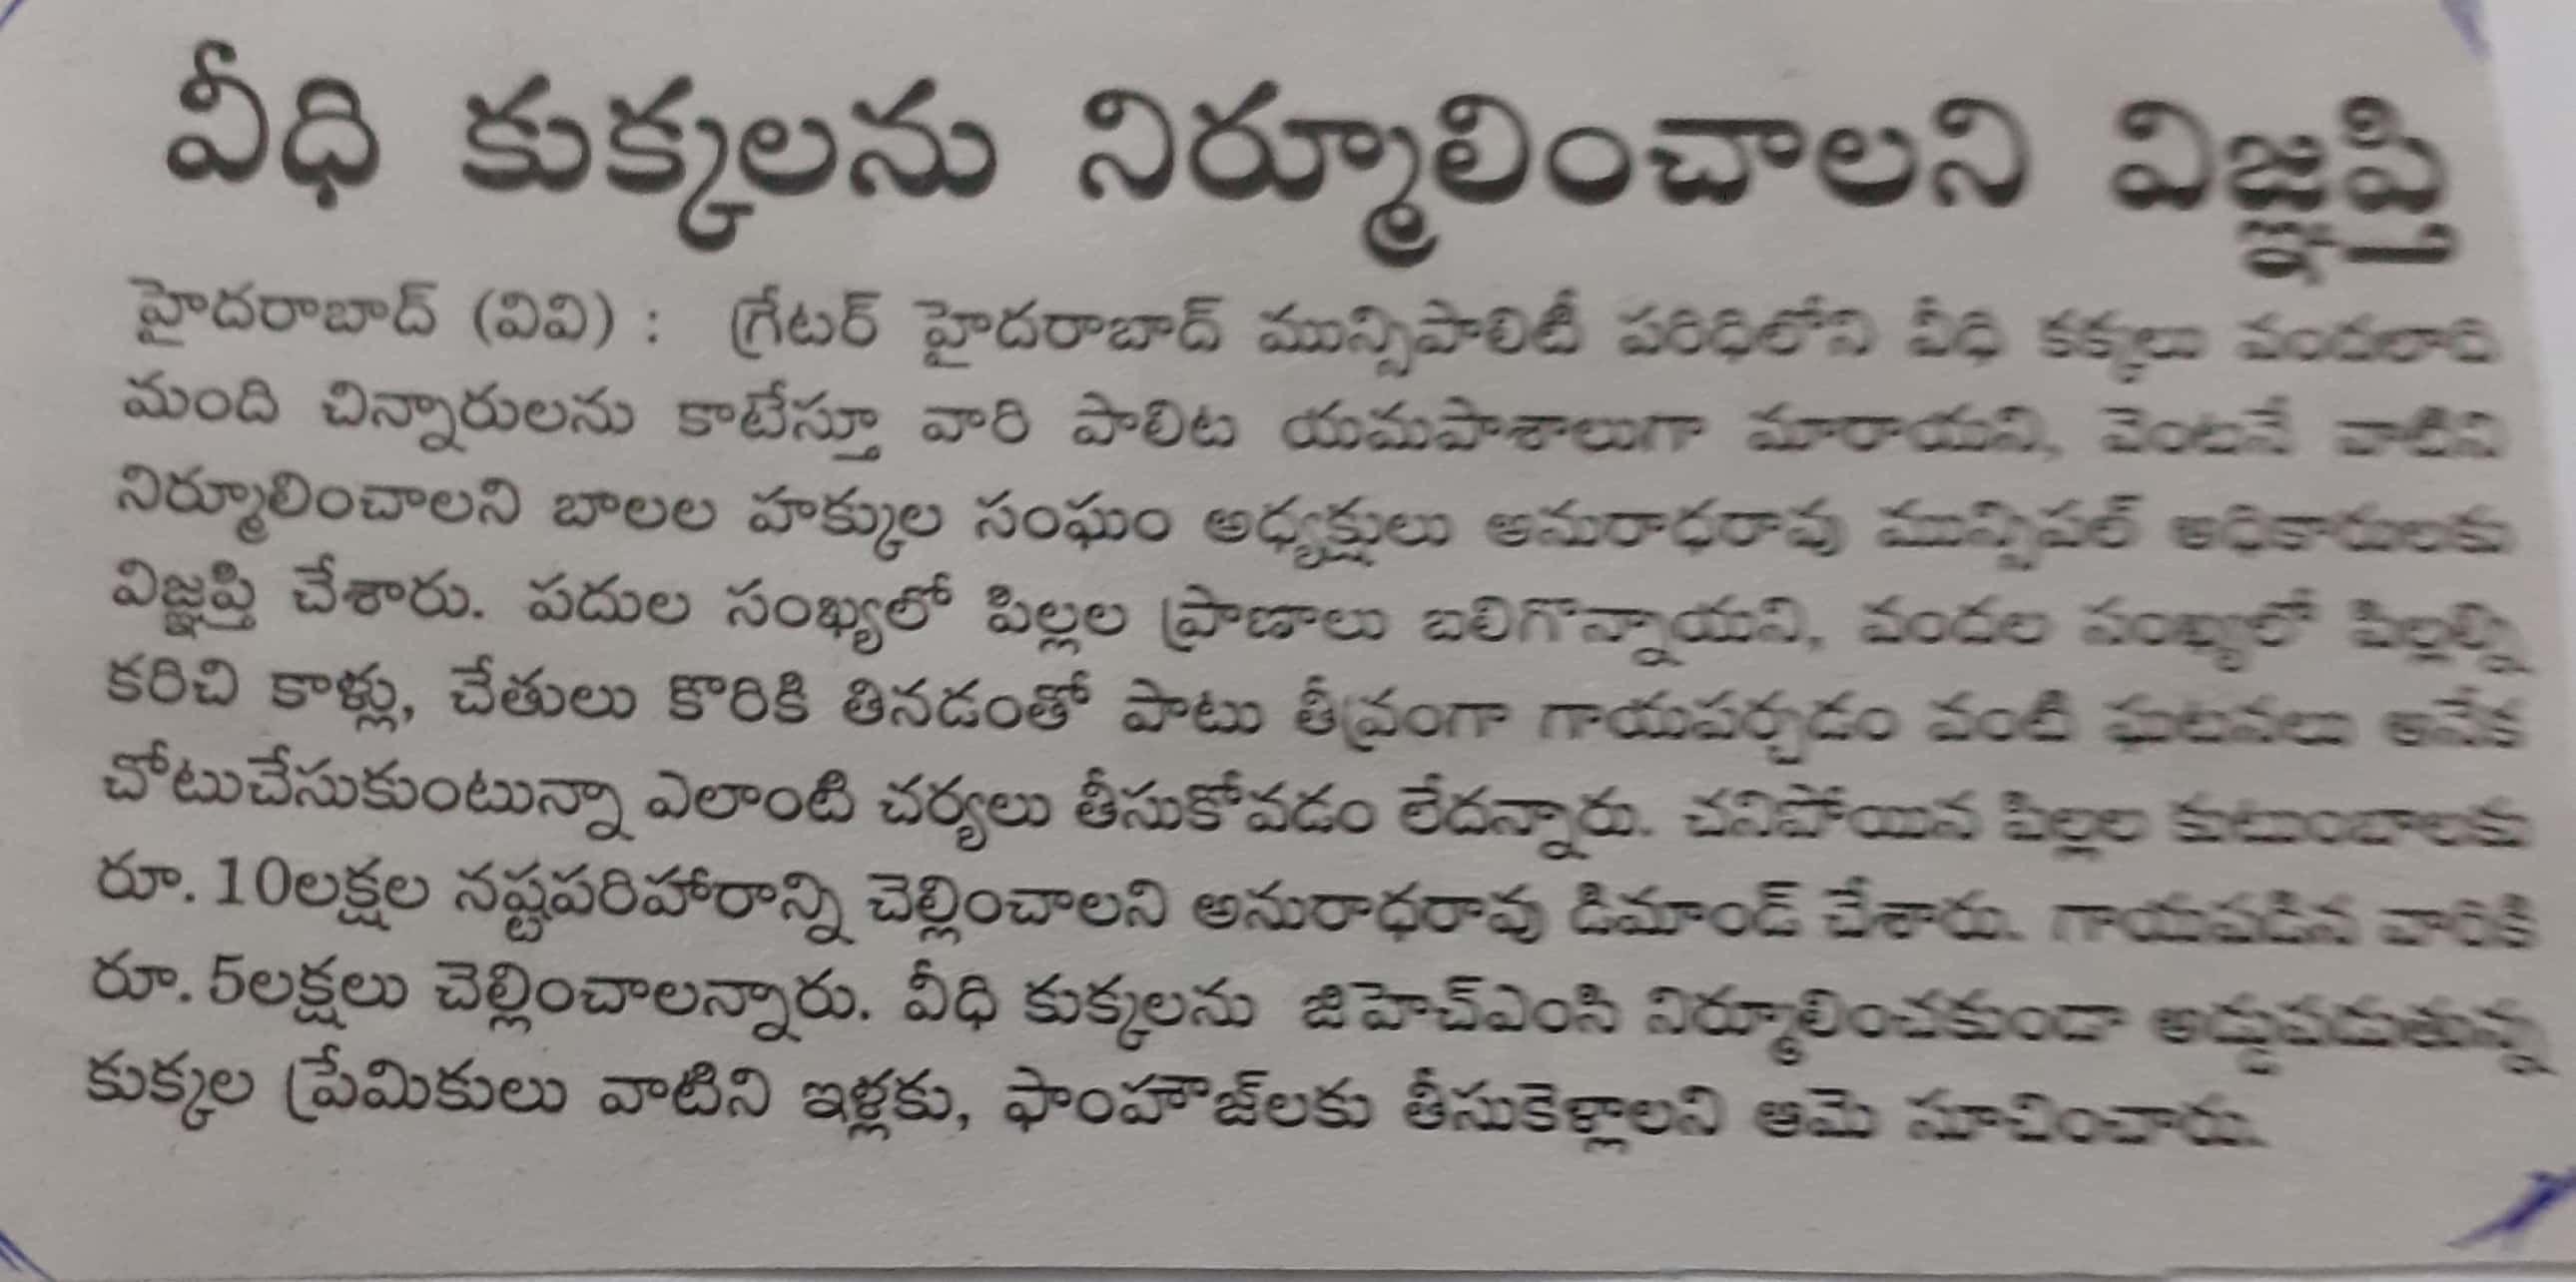 వీధి కుక్కలను నిర్మూలించాలని విజ్ఞప్తి
హైదరాబాద్ (వివి) : గ్రేటర్ హైదరాబాద్ మున్సిపాలిటీ పరిధిలోని వీధి కక్కలు వందలాది
మంది చిన్నారులను కాటేస్తూ వారి పాలిట యమపాశాలుగా మారాయని, వెంటనే వాటిని
నిర్మూలించాలని బాలల హక్కుల సంఘం అధ్యక్షులు అనురాధరావు మున్సిపల్ అధికారులకు
విజ్ఞప్తి చేశారు. పదుల సంఖ్యలో పిల్లల ప్రాణాలు బలిగొన్నాయని, వందల సంఖ్యలో పిల్లల్ని
కరిచి కాళ్లు, చేతులు కొరికి తినడంతో పాటు తీవ్రంగా గాయపర్చడం వంటి ఘటనలు అనేక
చోటుచేసుకుంటున్నా ఎలాంటి చర్యలు తీసుకోవడం లేదన్నారు. చనిపోయిన పిల్లల కుటుంబాలకు
రూ. 10లక్షల నష్టపరిహారాన్ని చెల్లించాలని అనురాధరావు డిమాండ్ చేశారు. గాయపడిన వారికి
రూ. 5లక్షలు చెల్లించాలన్నారు. వీధి కుక్కలను జిహెచ్ఎంసి నిర్మూలించకుండా అడ్డుపడుతున్న
కుక్కల ప్రేమికులు వాటిని ఇళ్లకు, ఫాంహౌజ్‌లకు తీసుకెళ్లాలని ఆమె సూచించారు.